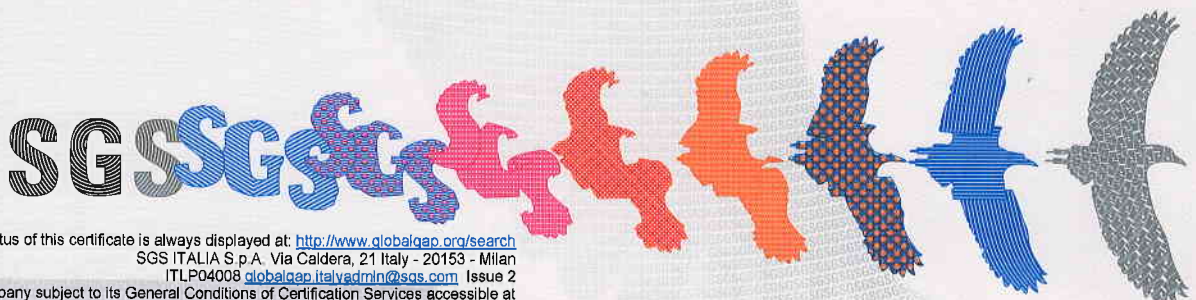 SGS SGS SGS
tus of this certificate is always displayed at: http://www.globalgap.org/search
SGS ITALIA S.p.A. Via Caldera, 21 Italy - 20153 - Milan
ITLP04008 globalgap.italyadmin@sgs.com Issue 2
pany subject to its General Conditions of Certification Services accessible at